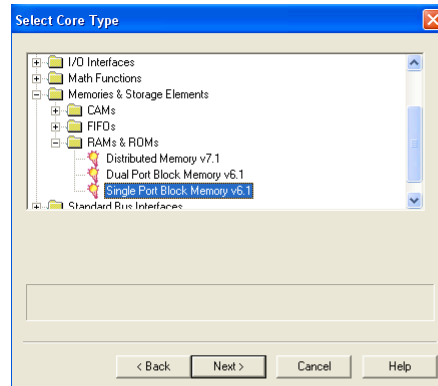 Select Core Type
I/O Interfaces
Math Functions
Memories & Storage Elements
CAMs
FIFOs
RAMs & ROMs
Distributed Memory v7.1
Dual Port Block Memory v6.1
Single Port Block Memory v6.1
Standard Bus Interfaces
< Back Next > Cancel Help